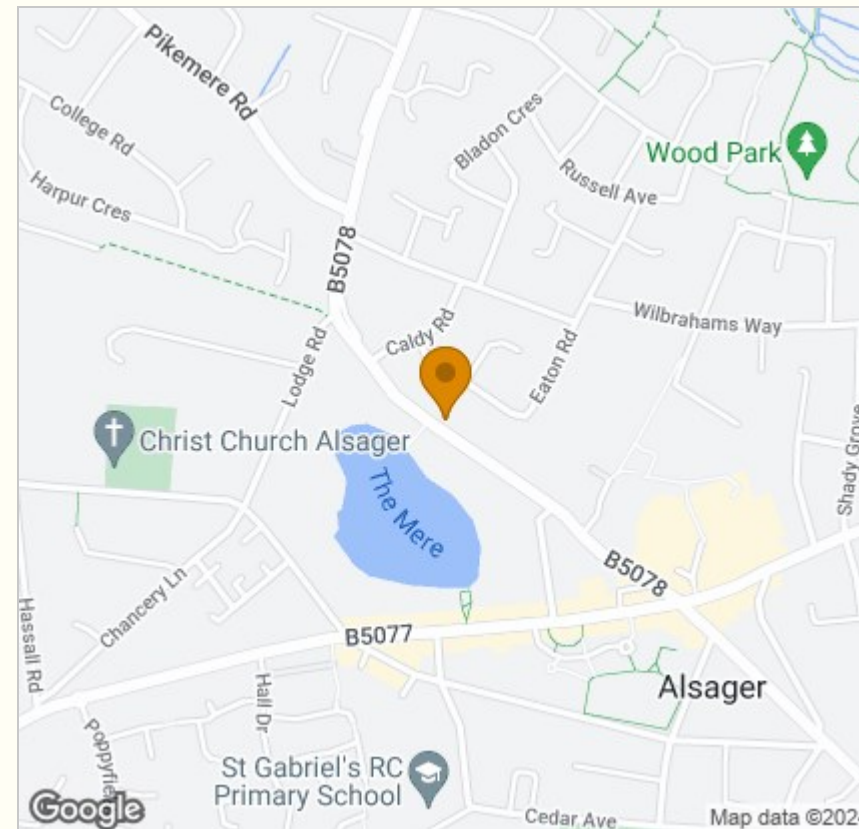 Pikemere Rd
College Rd
Bladon Cres
Wood Park
Russell Ave
Harpur Cres
B5078
Wilbrahams Way
Caldy Rd
Lodge Rd
Eaton Rd
Christ Church Alsager
The Mere
Shady Grove
B5078
Chancery Ln
B5077
Hassall Rd
Hall Dr
Alsager
St Gabriel's RC
Primary School
Cedar Ave
Google
Map data ©202